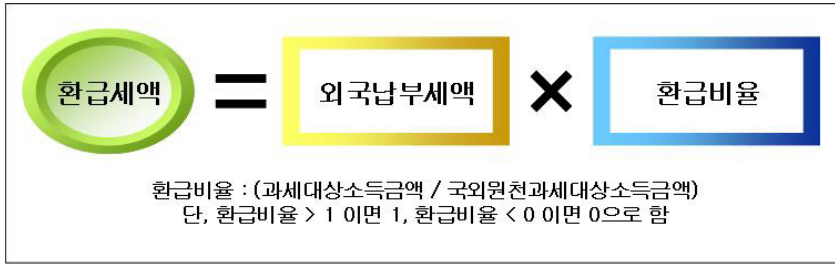 환급세액 = 외국납부세액 × 환급비율
환급비율 : (과세대상소득금액 / 국외원천과세대상소득금액)
단, 환급비율 > 1 이면 1, 환급비율 < 0 이면 0으로 함